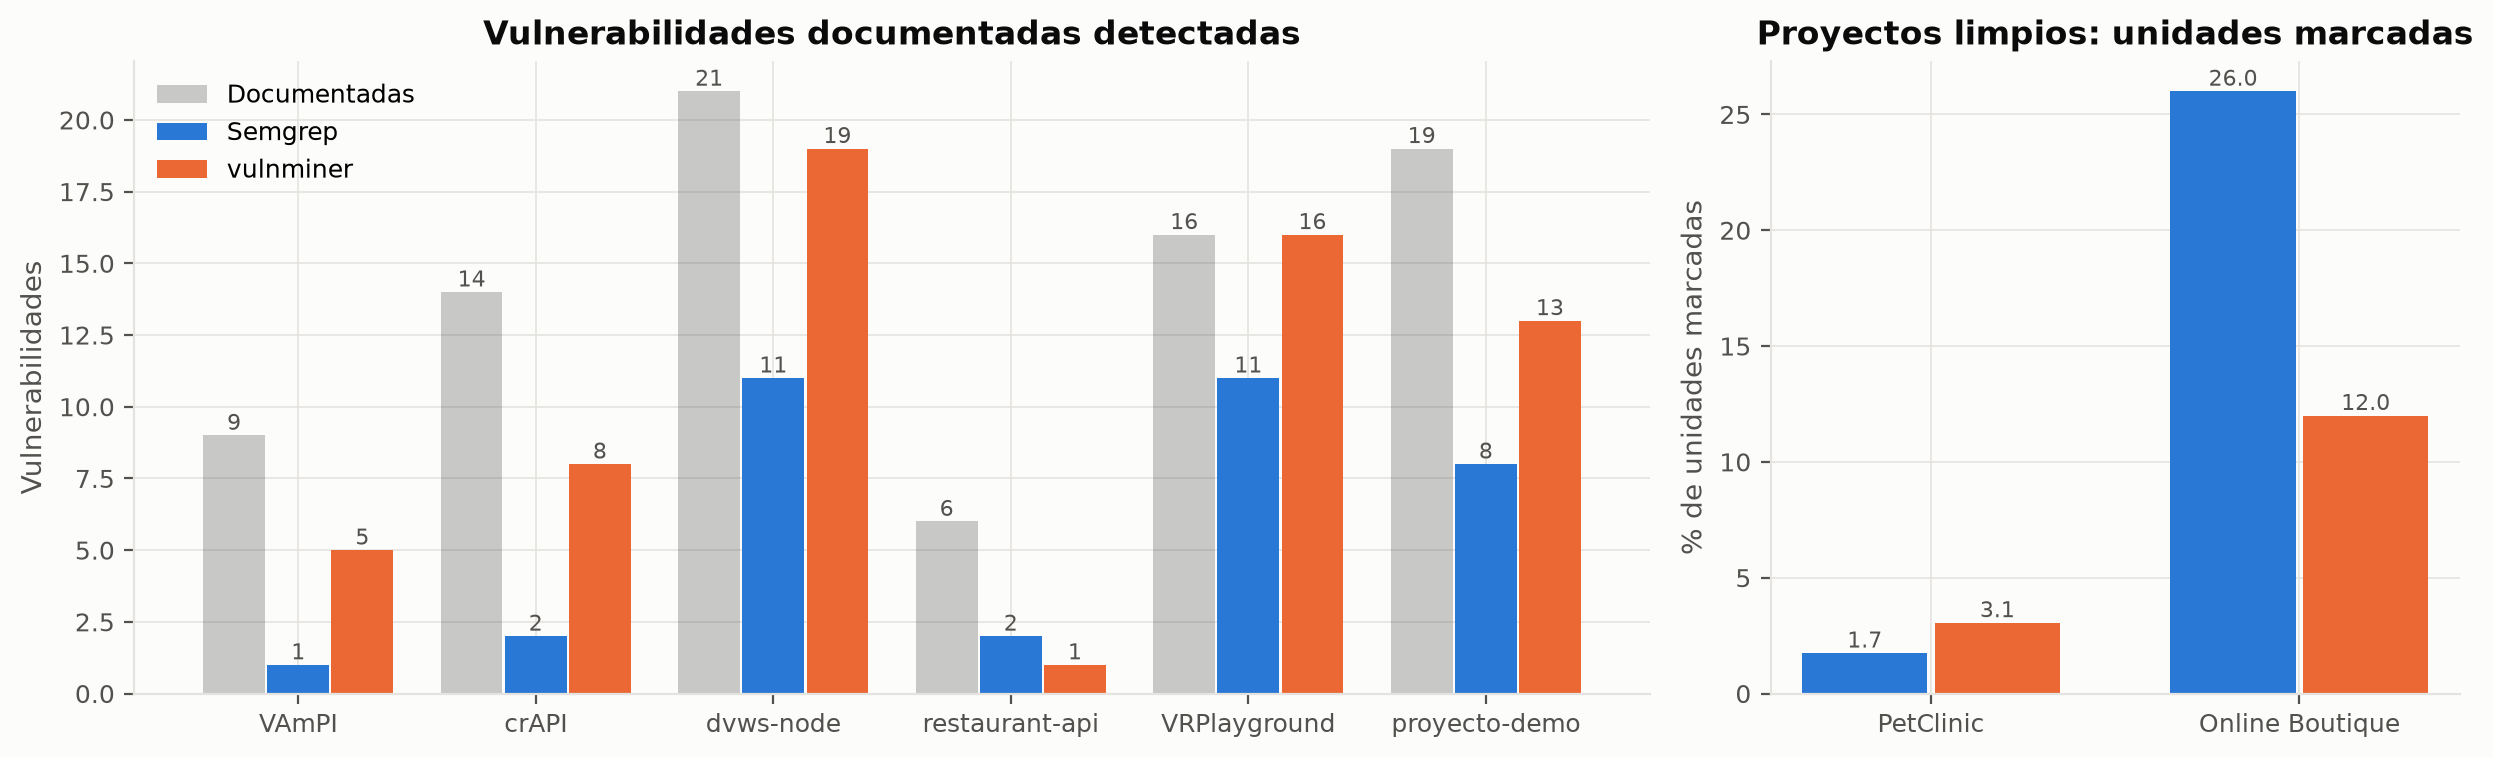 Vulnerabilidades documentadas detectadas
Documentadas
Semgrep
vulnminer
Vulnerabilidades
20.0
17.5
15.0
12.5
10.0
7.5
5.0
2.5
0.0
9
1
5
14
2
8
21
11
19
6
2
1
16
11
16
19
8
13
VAmPI
crAPI
dvws-node
restaurant-api
VRPlayground
proyecto-demo
Proyectos limpios: unidades marcadas
% de unidades marcadas
25
20
15
10
5
0
1.7
3.1
26.0
12.0
PetClinic
Online Boutique